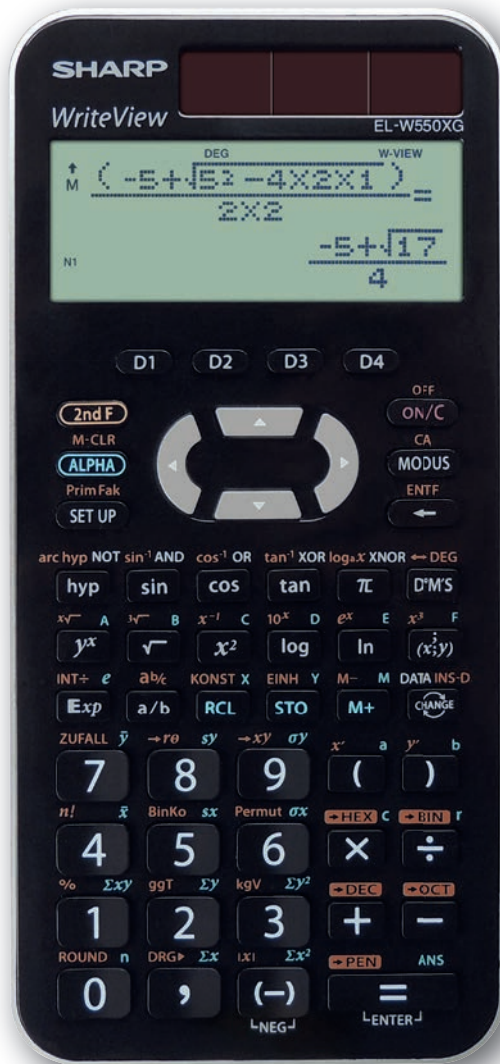 SHARP
WriteView
EL-W550XG
DEG W-VIEW
↑
M
(-5+√5²-4×2×1)
2×2
=
N1
-5+√17
4
D1 D2 D3 D4
OFF
2nd F ON/C
M-CLR CA
ALPHA MODUS
PrimFak ENTF
SET UP ←
arc hyp NOT sin⁻¹ AND cos⁻¹ OR tan⁻¹ XOR logₐx XNOR ↔DEG
hyp sin cos tan π D°M'S
x√ A ³√ B x⁻¹ C 10ˣ D eˣ E x³ F
yˣ √ x² log ln (x;y)
INT÷ e ab/c KONST X EINH Y M− M DATA INS-D
Exp a/b RCL STO M+ CHANGE
ZUFALL ȳ →rθ sy →xy σy x′ a y′ b
7 8 9 ( )
n! x̄ BinKo sx Permut σx →HEX c →BIN r
4 5 6 × ÷
% Σxy ggT Σy kgV Σy² →DEC →OCT
1 2 3 + −
ROUND n DRG▸ Σx |x| Σx² →PEN ANS
0 , (−) =
NEG ENTER